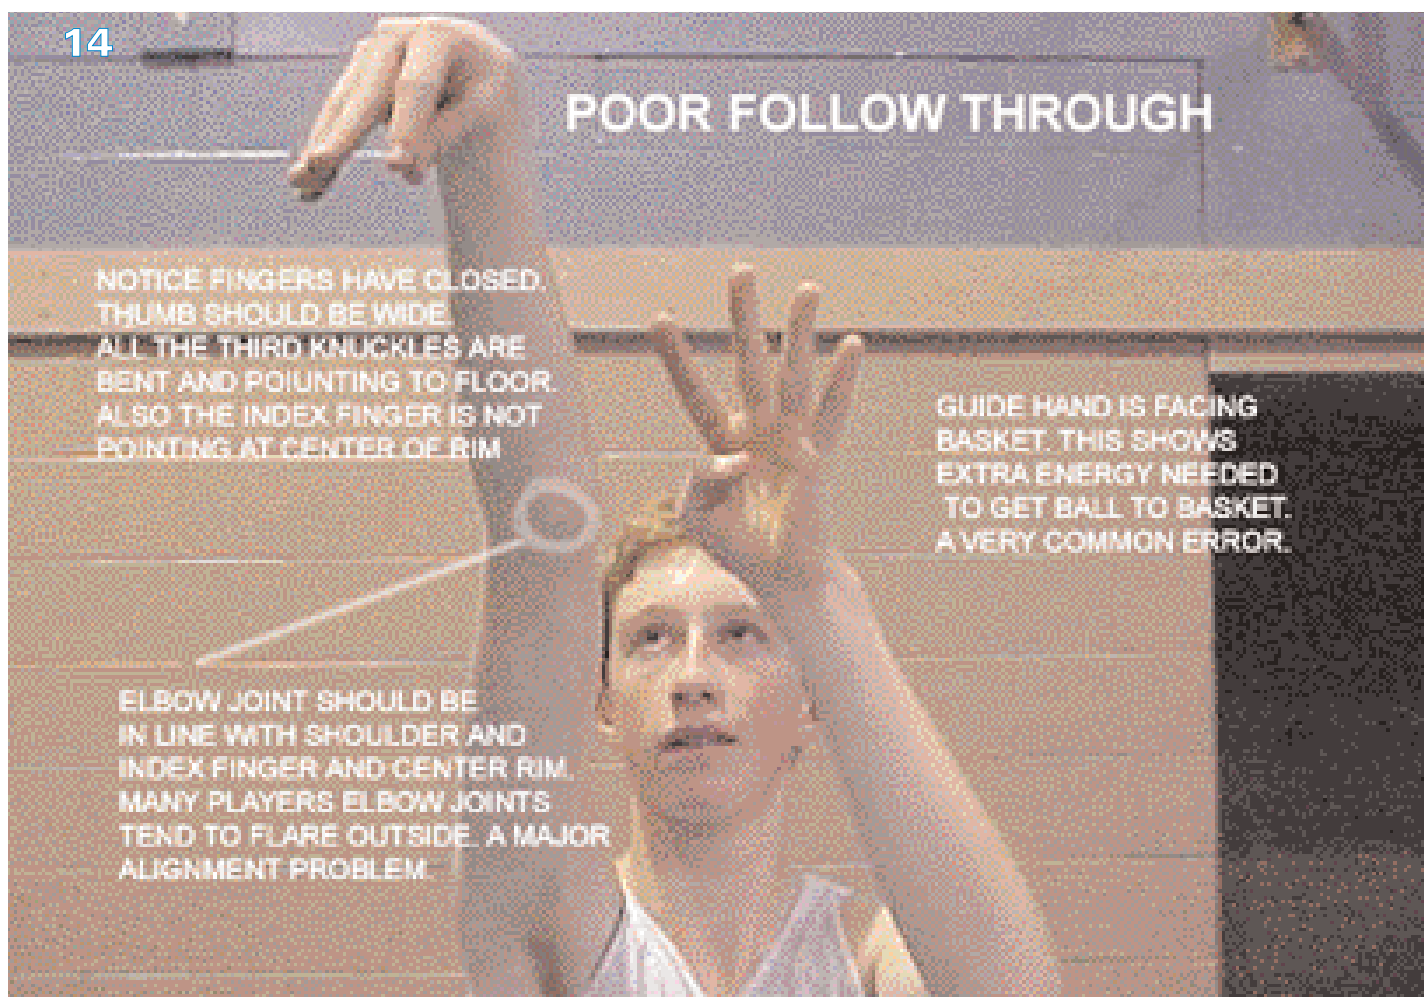 14
POOR FOLLOW THROUGH
NOTICE FINGERS HAVE CLOSED.
THUMB SHOULD BE WIDE.
ALL THE THIRD KNUCKLES ARE
BENT AND POIUNTING TO FLOOR.
ALSO THE INDEX FINGER IS NOT
POINTING AT CENTER OF RIM
GUIDE HAND IS FACING
BASKET. THIS SHOWS
EXTRA ENERGY NEEDED
TO GET BALL TO BASKET.
A VERY COMMON ERROR.
ELBOW JOINT SHOULD BE
IN LINE WITH SHOULDER AND
INDEX FINGER AND CENTER RIM.
MANY PLAYERS ELBOW JOINTS
TEND TO FLARE OUTSIDE. A MAJOR
ALIGNMENT PROBLEM